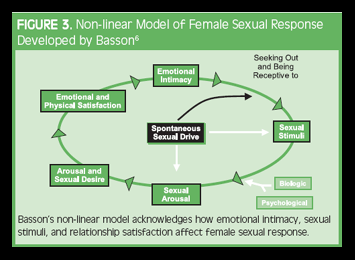 FIGURE 3. Non-linear Model of Female Sexual Response
Developed by Basson⁶
Seeking Out
and Being
Receptive to
Emotional
Intimacy
Emotional and
Physical Satisfaction
Spontaneous
Sexual Drive
Sexual
Stimuli
Arousal and
Sexual Desire
Sexual
Arousal
Biologic
Psychological
Basson's non-linear model acknowledges how emotional intimacy, sexual
stimuli, and relationship satisfaction affect female sexual response.